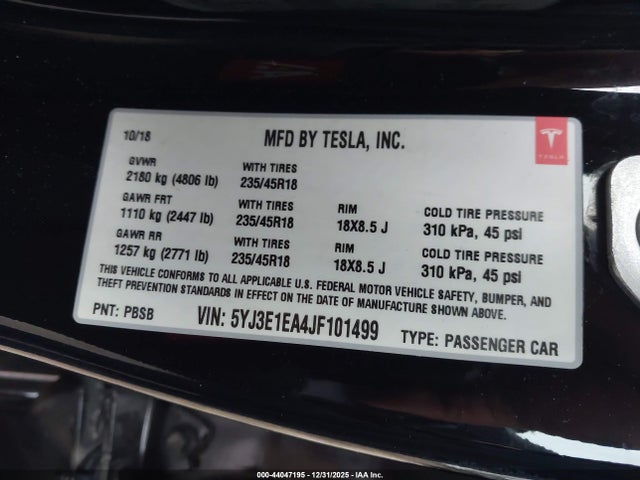 10/18 MFD BY TESLA, INC.
TESLA
GVWR WITH TIRES
2180 kg (4806 lb) 235/45R18
GAWR FRT WITH TIRES RIM COLD TIRE PRESSURE
1110 kg (2447 lb) 235/45R18 18X8.5 J 310 kPa, 45 psi
GAWR RR WITH TIRES RIM COLD TIRE PRESSURE
1257 kg (2771 lb) 235/45R18 18X8.5 J 310 kPa, 45 psi
THIS VEHICLE CONFORMS TO ALL APPLICABLE U.S. FEDERAL MOTOR VEHICLE SAFETY, BUMPER, AND
THEFT PREVENTION STANDARDS IN EFFECT ON THE DATE OF MANUFACTURE SHOWN ABOVE.
PNT: PBSB VIN: 5YJ3E1EA4JF101499 TYPE: PASSENGER CAR
000-44047195 - 12/31/2025 - IAA Inc.